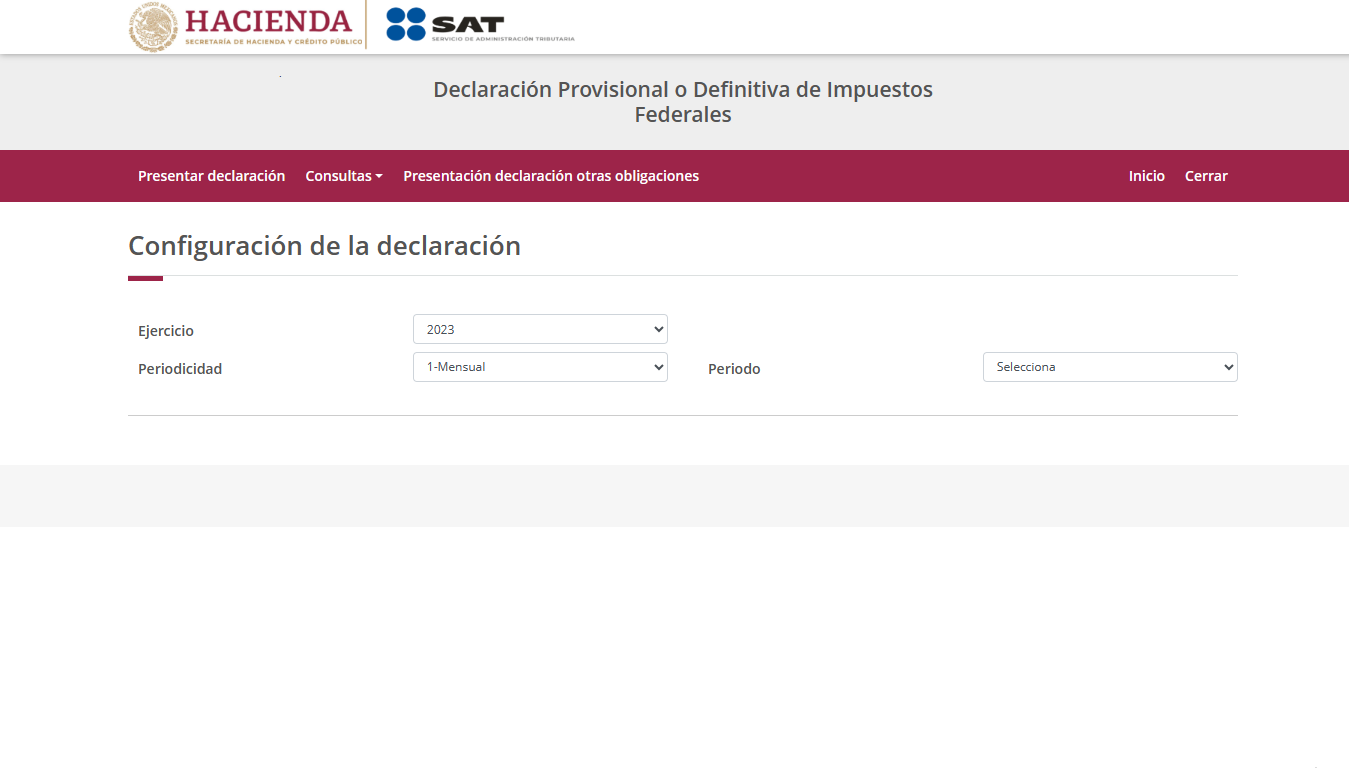 HACIENDA
SECRETARÍA DE HACIENDA Y CRÉDITO PÚBLICO
SAT
SERVICIO DE ADMINISTRACIÓN TRIBUTARIA
Declaración Provisional o Definitiva de Impuestos
Federales
Presentar declaración Consultas Presentación declaración otras obligaciones Inicio Cerrar
Configuración de la declaración
Ejercicio 2023
Periodicidad 1-Mensual Periodo Selecciona